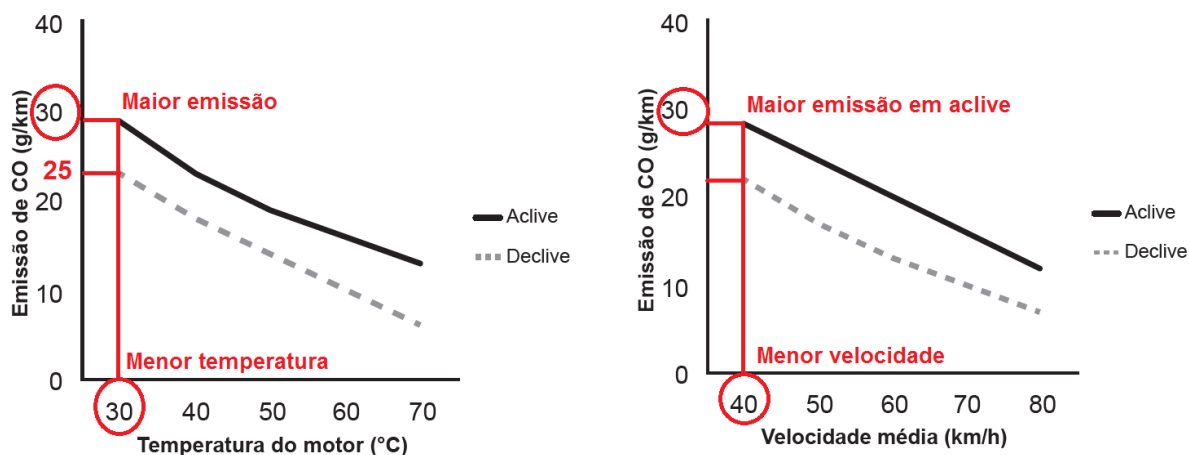 40
30
25
20
10
0
Emissão de CO (g/km)
Maior emissão
Menor temperatura
Aclive
Declive
30 40 50 60 70
Temperatura do motor (°C)
40
30
20
10
0
Emissão de CO (g/km)
Maior emissão em aclive
Menor velocidade
Aclive
Declive
40 50 60 70 80
Velocidade média (km/h)